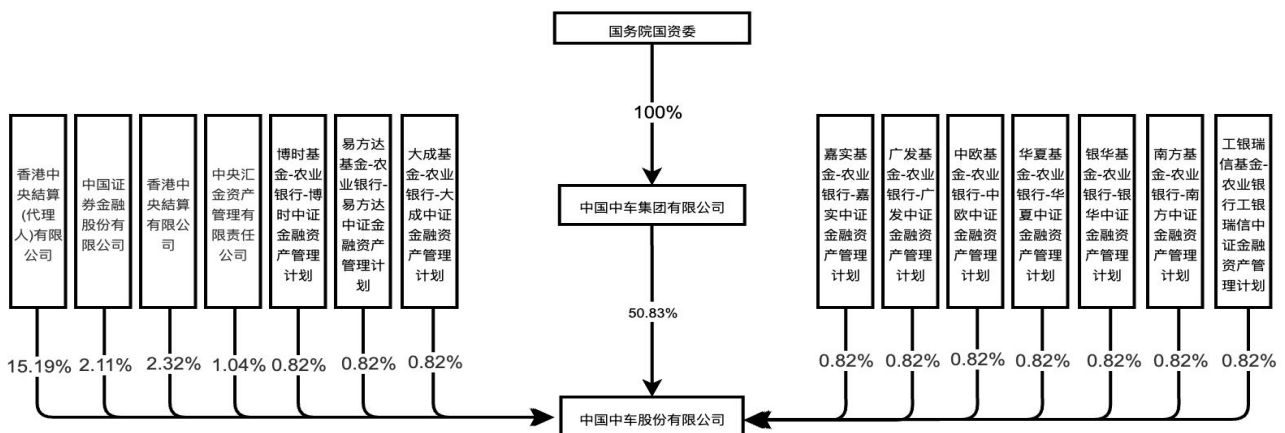 国务院国资委
100%
中国中车集团有限公司
50.83%
香港中央結算
(代理
人)有限公
司
中国证
券金融
股份有
限公司
香港中
央結算
有限公
司
中央汇
金资产
管理有
限责任
公司
博时基
金-农业
银行-博
时中证
金融资
产管理
计划
易方达
基金-农
业银行-
易方达
中证金
融资产
管理计
划
大成基
金-农业
银行-大
成中证
金融资
产管理
计划
嘉实基
金-农业
银行-嘉
实中证
金融资
产管理
计划
广发基
金-农业
银行-广
发中证
金融资
产管理
计划
中欧基
金-农业
银行-中
欧中证
金融资
产管理
计划
华夏基
金-农业
银行-华
夏中证
金融资
产管理
计划
银华基
金-农业
银行-银
华中证
金融资
产管理
计划
南方基
金-农业
银行-南
方中证
金融资
产管理
计划
工银瑞
信基金-
农业银
行工银
瑞信中
证金融
资产管
理计划
15.19%
2.11%
2.32%
1.04%
0.82%
0.82%
0.82%
0.82%
0.82%
0.82%
0.82%
0.82%
0.82%
0.82%
中国中车股份有限公司